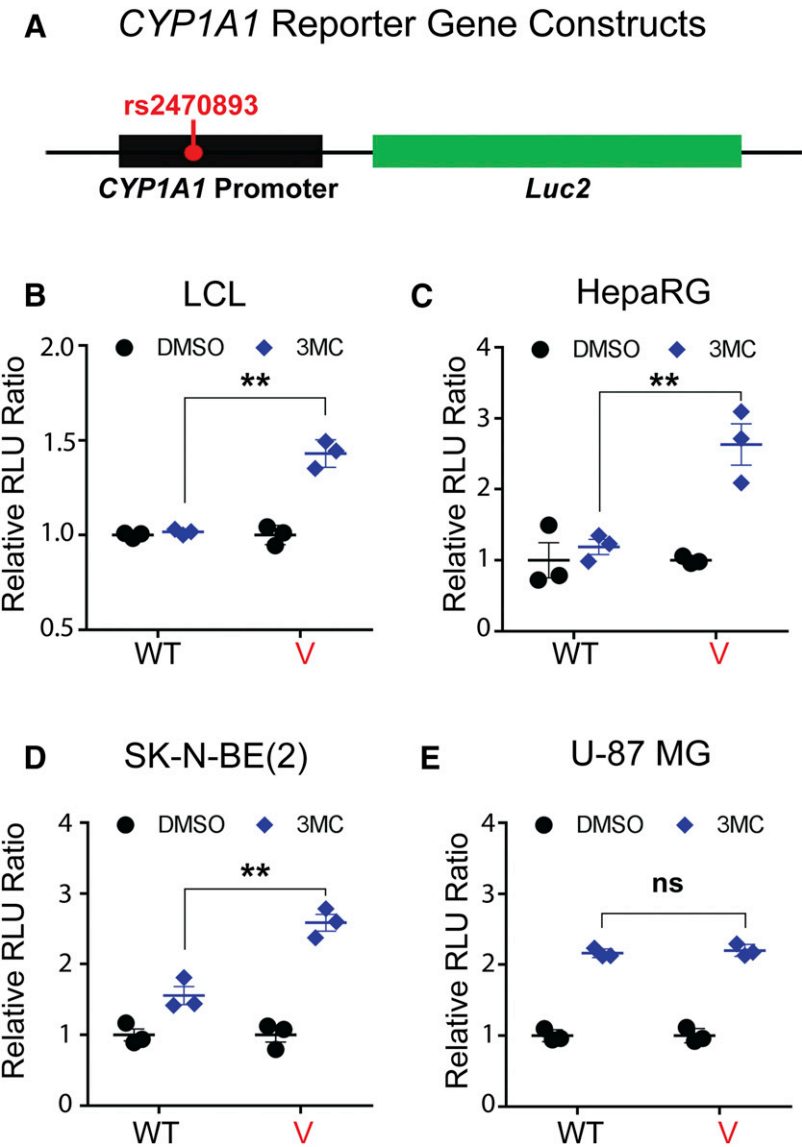 A
CYP1A1 Reporter Gene Constructs
rs2470893
CYP1A1 Promoter
Luc2
B
LCL
DMSO
3MC
**
Relative RLU Ratio
2.0
1.5
1.0
0.5
WT
V
C
HepaRG
DMSO
3MC
**
Relative RLU Ratio
4
3
2
1
0
WT
V
D
SK-N-BE(2)
DMSO
3MC
**
Relative RLU Ratio
4
3
2
1
0
WT
V
E
U-87 MG
DMSO
3MC
ns
Relative RLU Ratio
4
3
2
1
0
WT
V